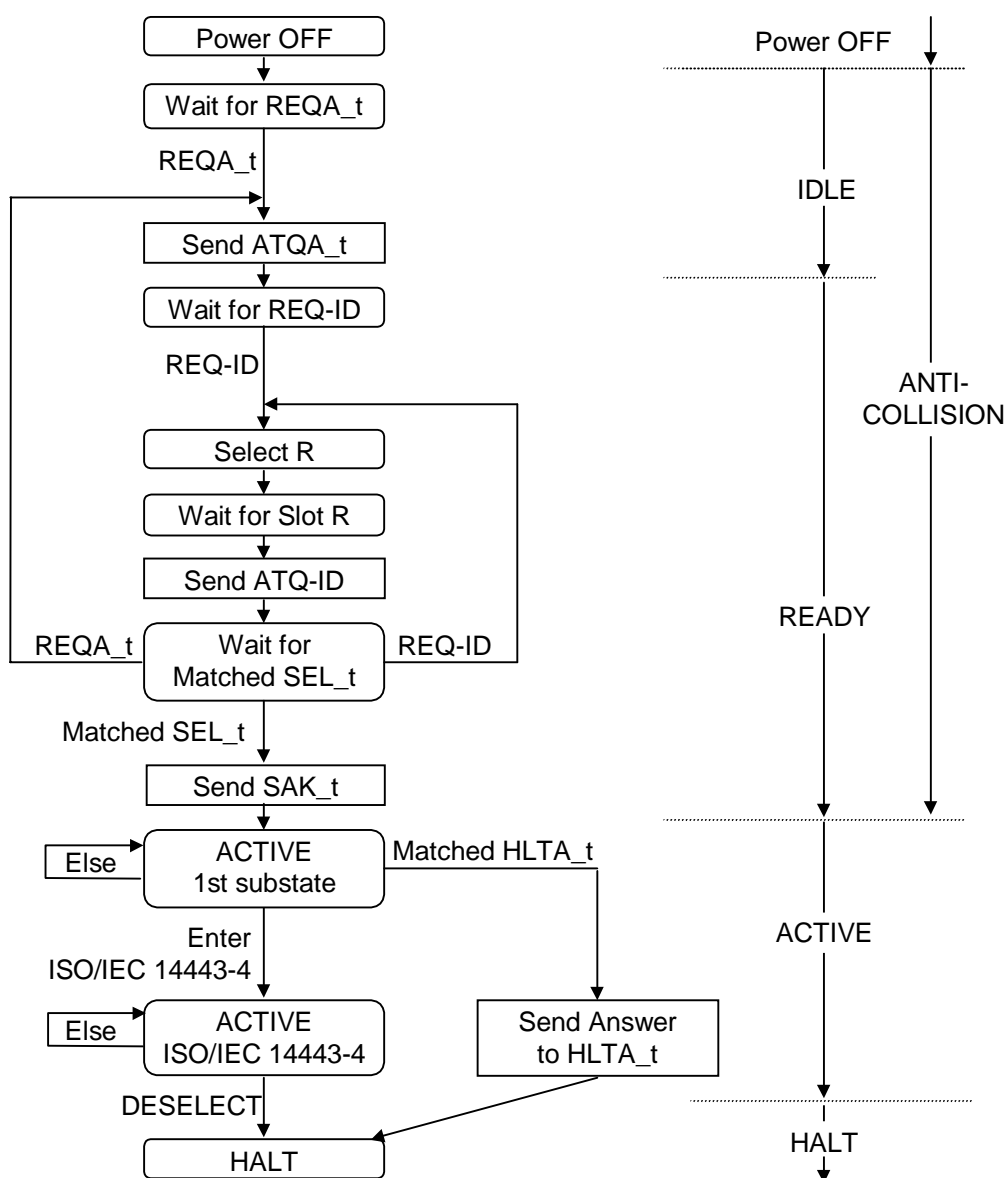 Power OFF
Wait for REQA_t
REQA_t
Send ATQA_t
Wait for REQ-ID
REQ-ID
Select R
Wait for Slot R
Send ATQ-ID
REQA_t
Wait for
Matched SEL_t
REQ-ID
Matched SEL_t
Send SAK_t
Else
ACTIVE
1st substate
Matched HLTA_t
Enter
ISO/IEC 14443-4
Else
ACTIVE
ISO/IEC 14443-4
Send Answer
to HLTA_t
DESELECT
HALT
Power OFF
IDLE
ANTI-
COLLISION
READY
ACTIVE
HALT